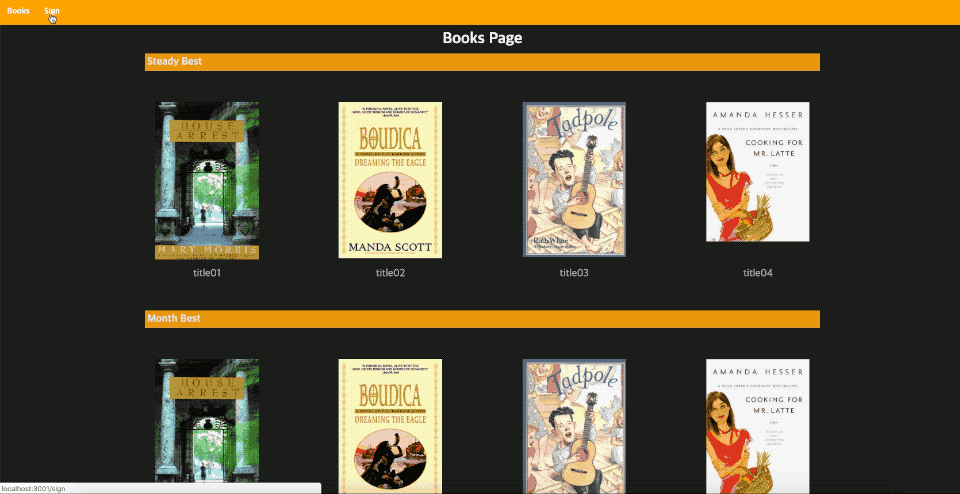 Books Sign
Books Page
Steady Best
HOUSE
ARREST
MARY MORRIS
BOUDICA
DREAMING THE EAGLE
MANDA SCOTT
Tadpole
Ruth White
AMANDA HESSER
COOKING FOR
MR. LATTE
title01 title02 title03 title04
Month Best
HOUSE
ARREST
BOUDICA
DREAMING THE EAGLE
Tadpole
AMANDA HESSER
COOKING FOR
MR. LATTE
localhost:3001/sign